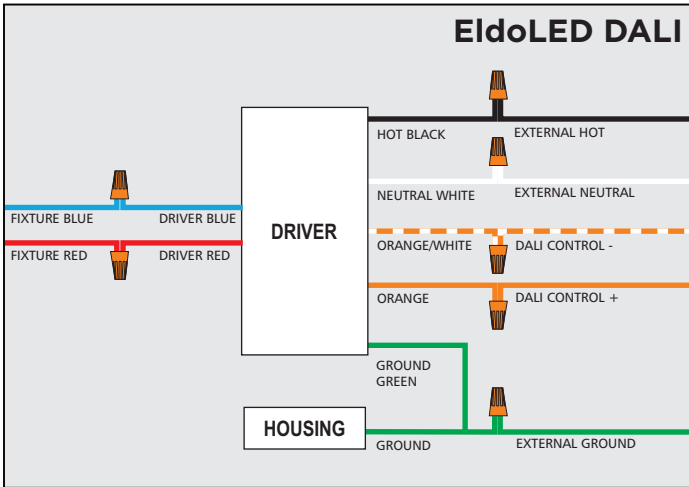 EldoLED DALI
HOT BLACK
EXTERNAL HOT
NEUTRAL WHITE
EXTERNAL NEUTRAL
FIXTURE BLUE
DRIVER BLUE
DRIVER
ORANGE/WHITE
DALI CONTROL -
FIXTURE RED
DRIVER RED
ORANGE
DALI CONTROL +
GROUND
GREEN
HOUSING
GROUND
EXTERNAL GROUND